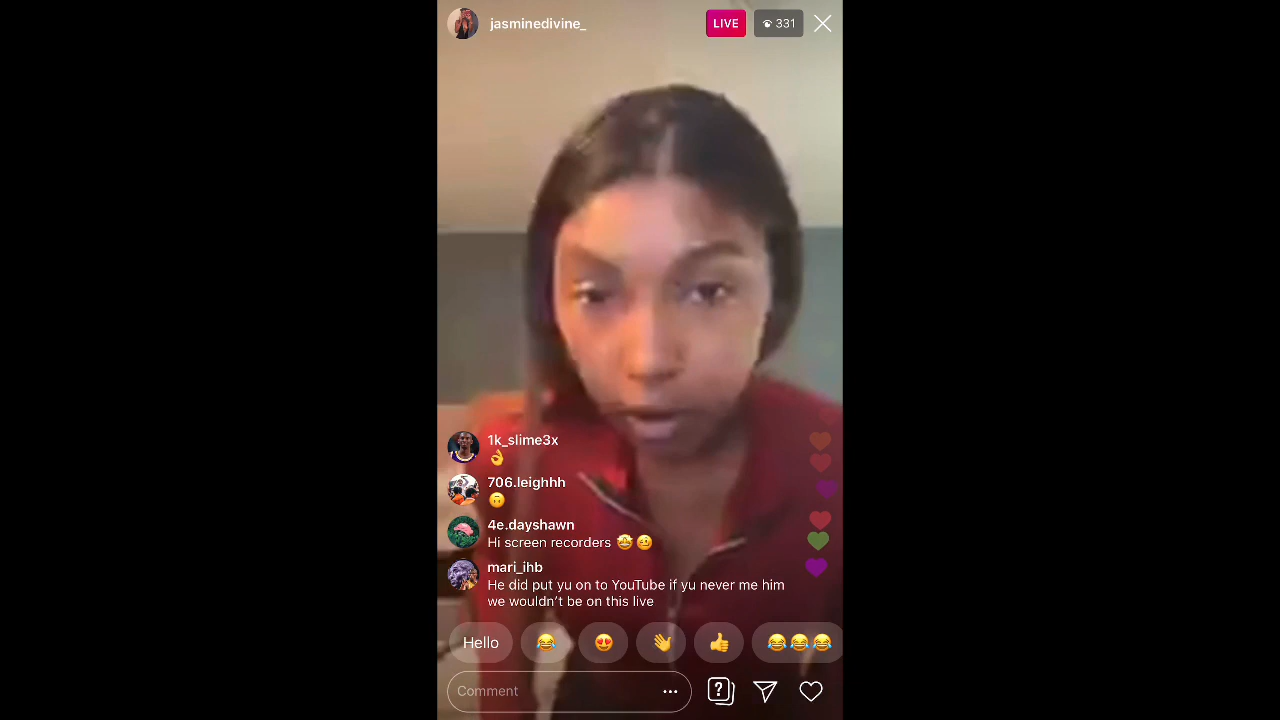 jasminedivine_
LIVE
331
1k_slime3x
👌
706.leighhh
🙃
4e.dayshawn
Hi screen recorders 🤩🥴
mari_ihb
He did put yu on to YouTube if yu never me him
we wouldn't be on this live
Hello 😂 😍 👋 👍 😂😂😂
Comment